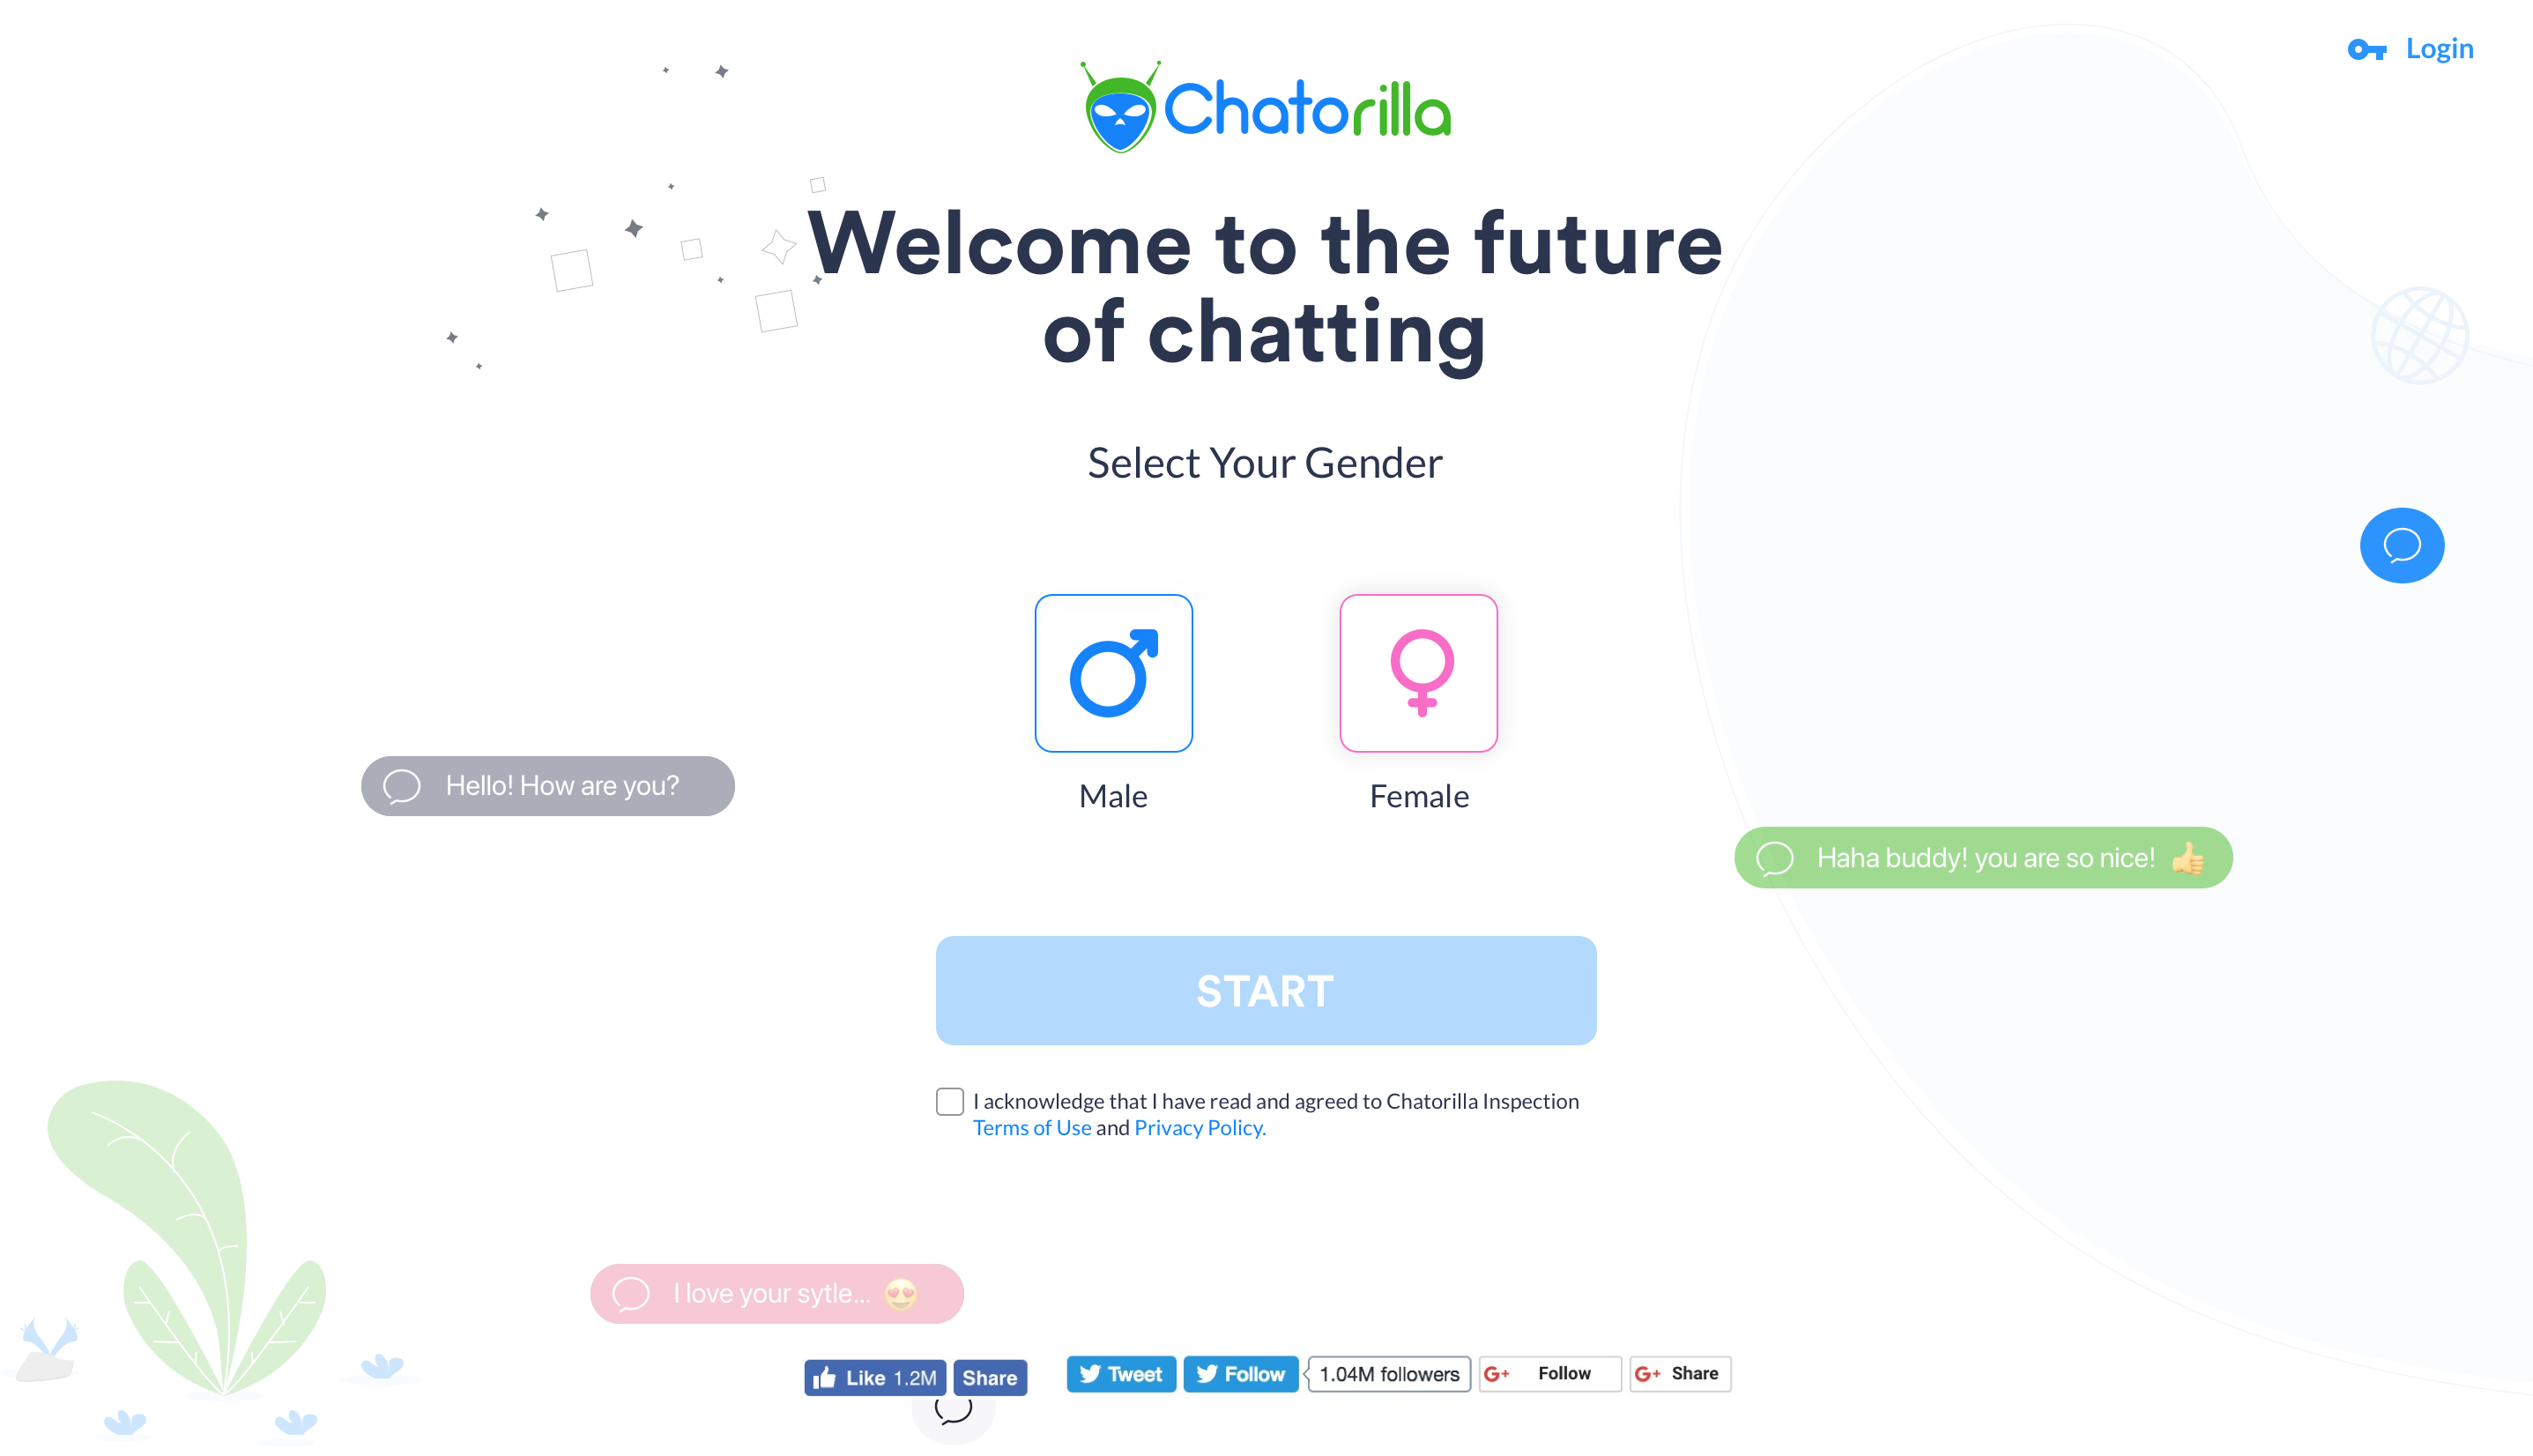 Login
Chatorilla
Welcome to the future
of chatting
Select Your Gender
Male
Female
Hello! How are you?
Haha buddy! you are so nice! 👍
START
I acknowledge that I have read and agreed to Chatorilla Inspection
Terms of Use and Privacy Policy.
I love your sytle... 😍
Like 1.2M Share Tweet Follow 1.04M followers G+ Follow G+ Share